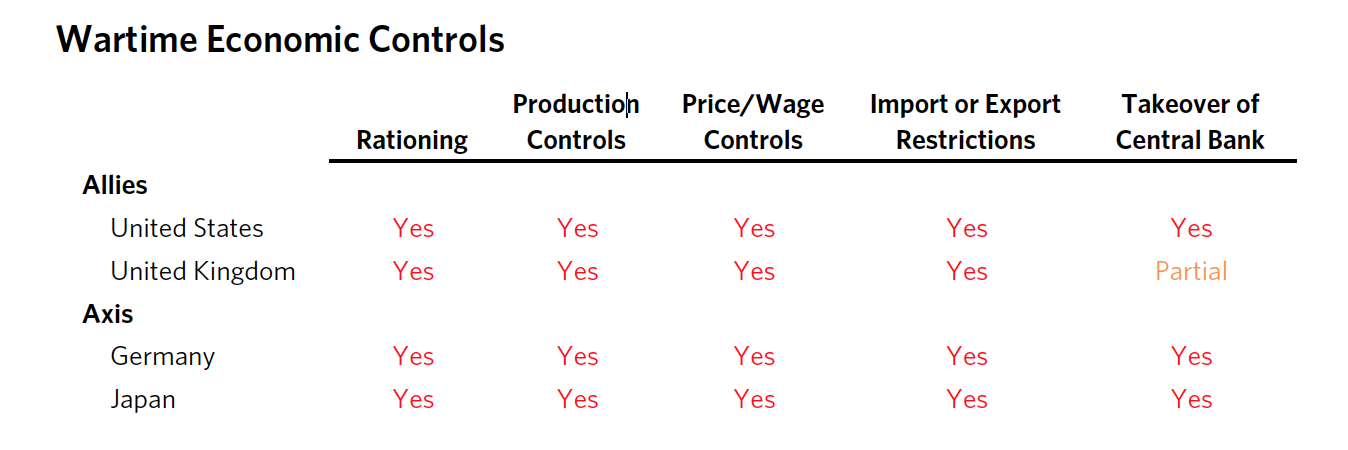 Wartime Economic Controls
Production Price/Wage Import or Export Takeover of
Rationing Controls Controls Restrictions Central Bank
Allies
United States Yes Yes Yes Yes Yes
United Kingdom Yes Yes Yes Yes Partial
Axis
Germany Yes Yes Yes Yes Yes
Japan Yes Yes Yes Yes Yes